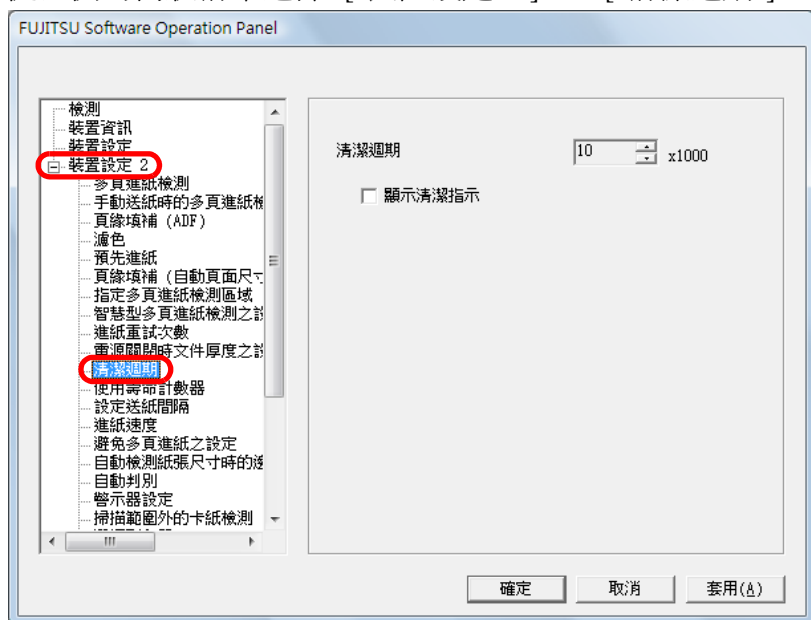 FUJITSU Software Operation Panel
檢測
裝置資訊
裝置設定
裝置設定 2
多頁進紙檢測
手動送紙時的多頁進紙檢
頁緣填補 (ADF)
濾色
預先進紙
頁緣填補 (自動頁面尺寸
指定多頁進紙檢測區域
智慧型多頁進紙檢測之設
進紙重試次數
電源關閉時文件厚度之設
清潔週期
使用壽命計數器
設定送紙間隔
進紙速度
避免多頁進紙之設定
自動檢測紙張尺寸時的邊
自動判別
警示器設定
掃描範圍外的卡紙檢測
清潔週期
10
x1000
顯示清潔指示
確定
取消
套用(A)